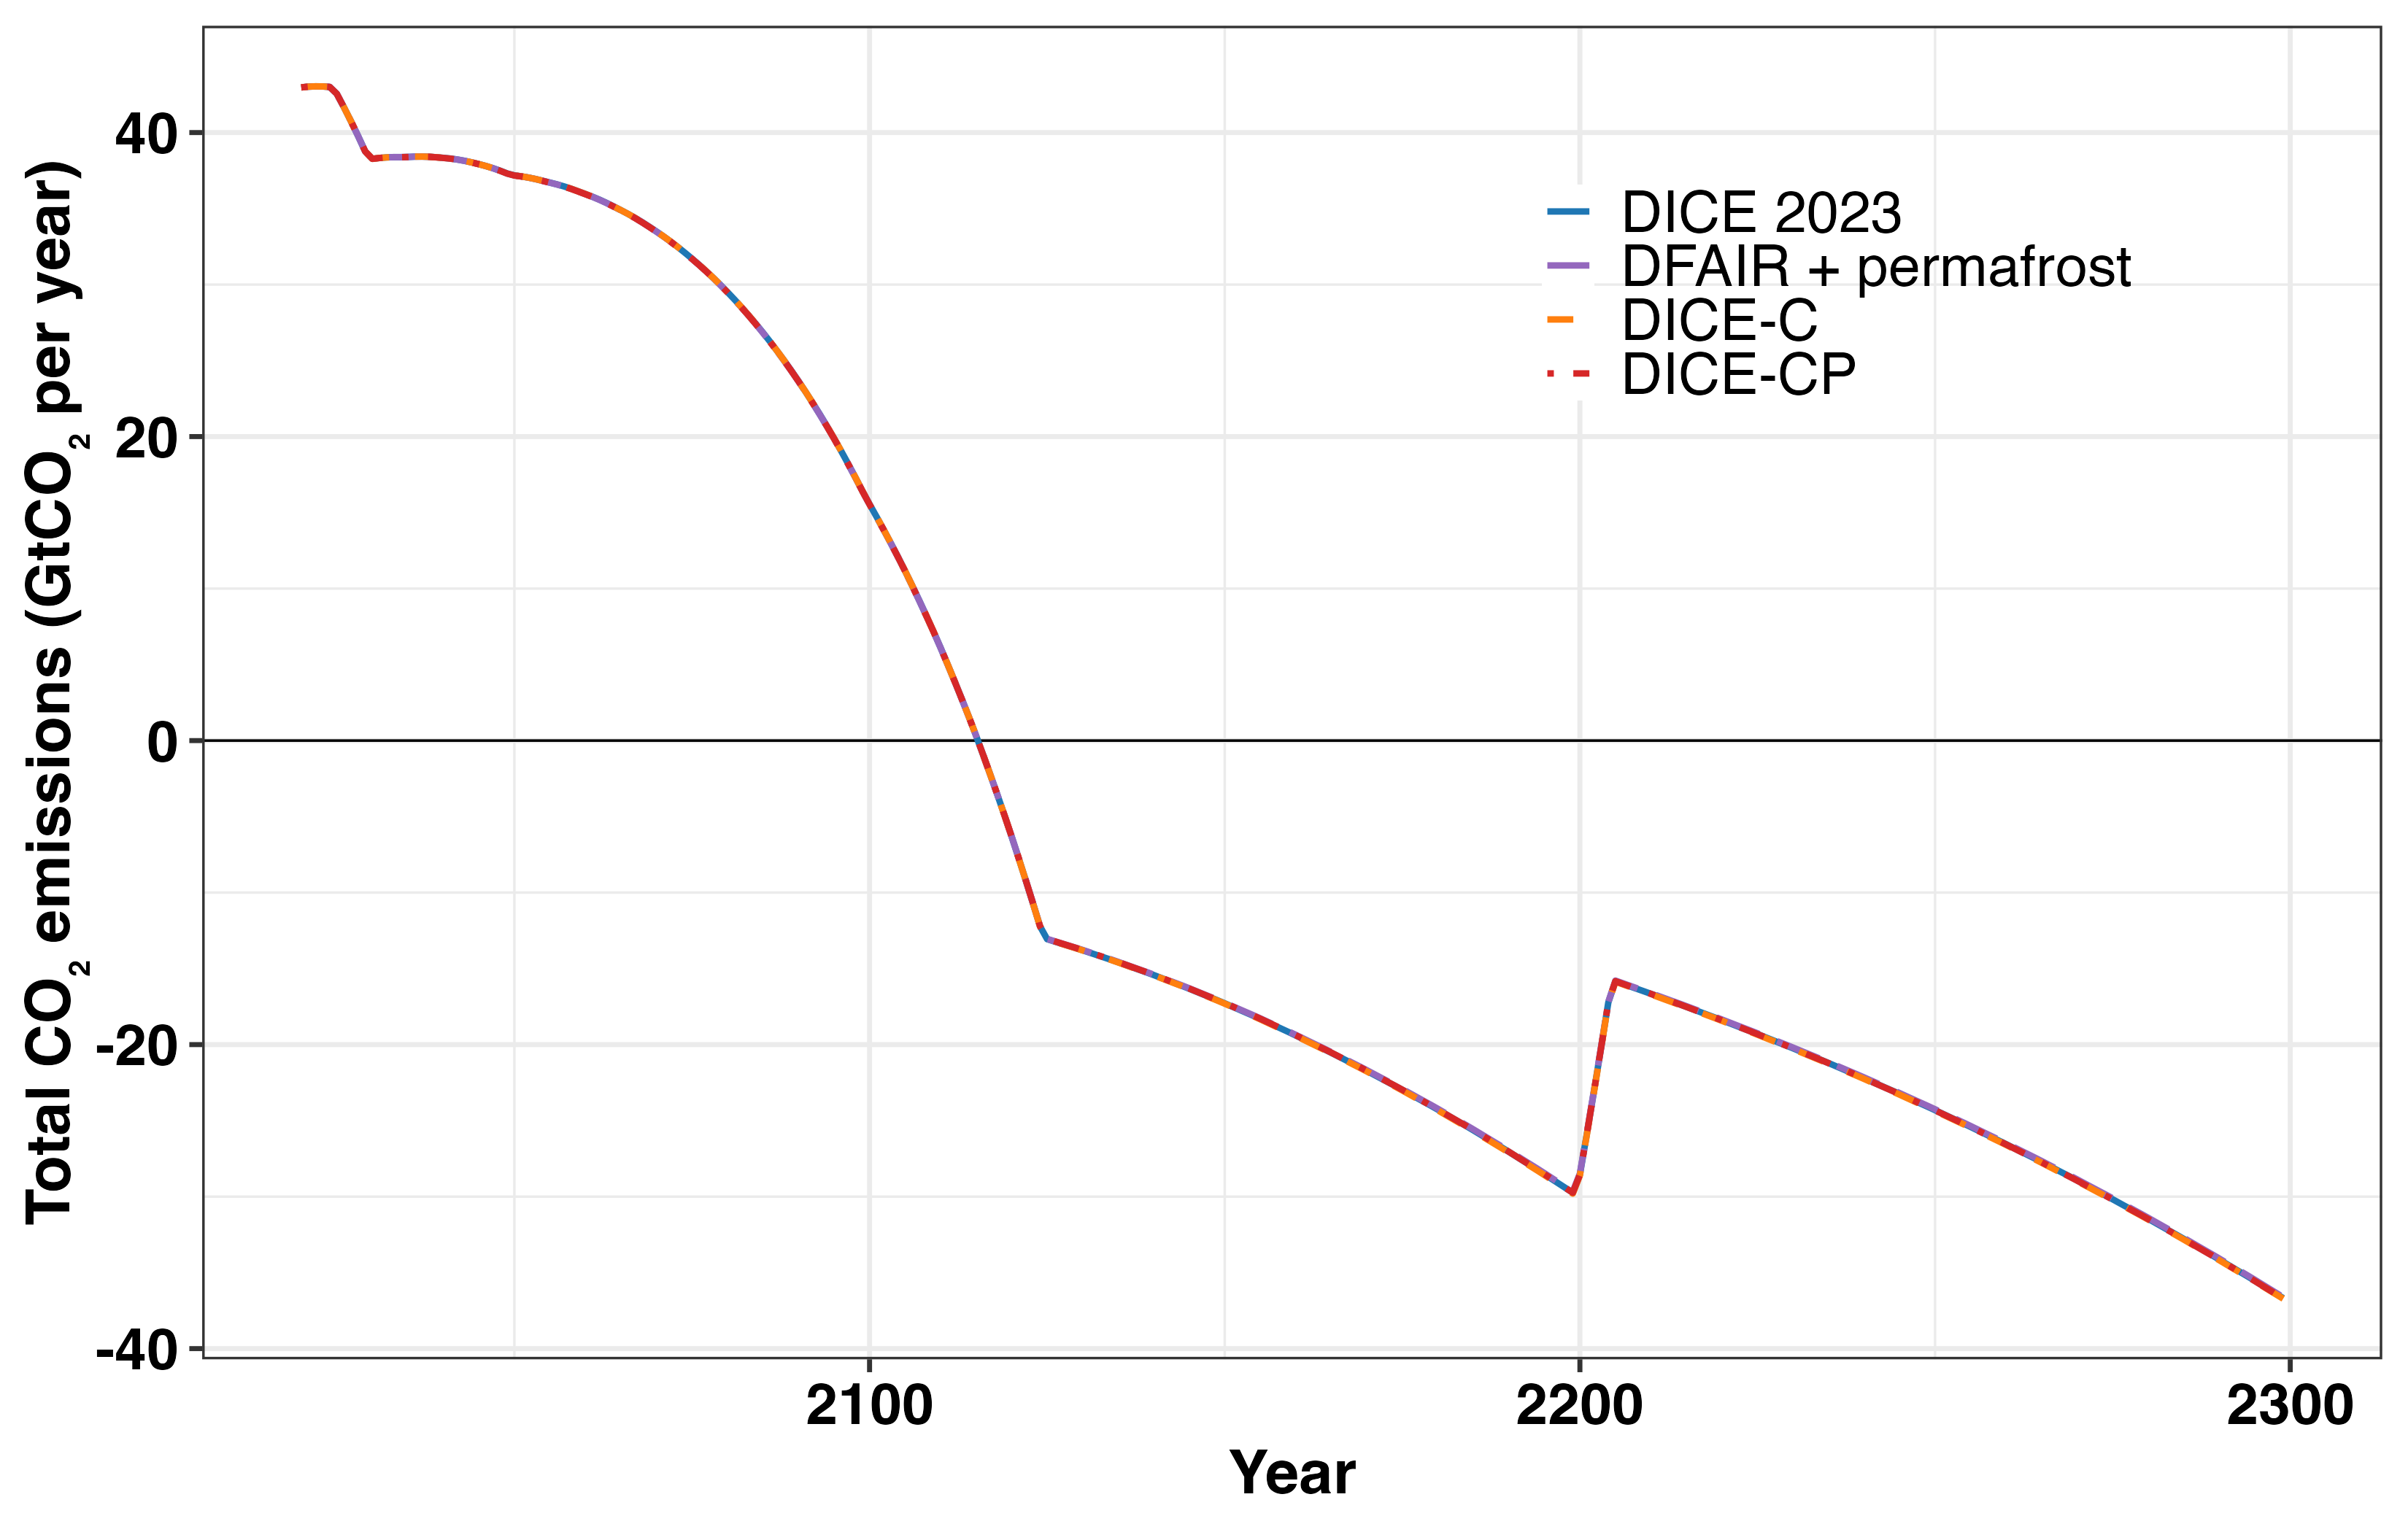 Total CO₂ emissions (GtCO₂ per year)
40
20
0
-20
-40
DICE 2023
DFAIR + permafrost
DICE-C
DICE-CP
2100
2200
2300
Year